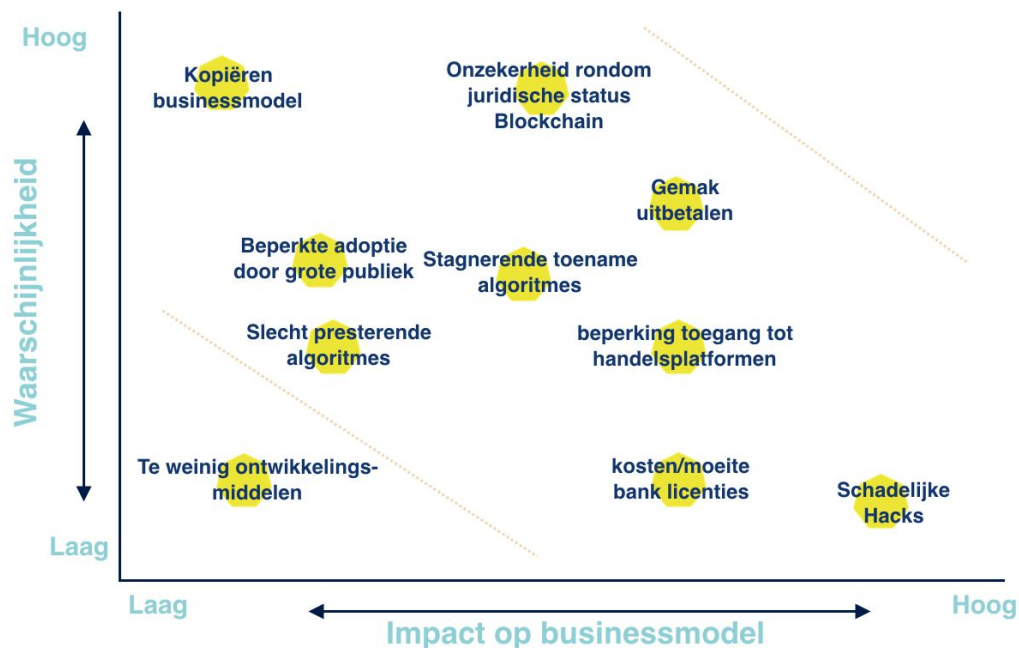 Hoog
Kopiëren
businessmodel
Onzekerheid rondom
juridische status
Blockchain
Gemak
uitbetalen
Beperkte adoptie
door grote publiek
Stagnerende toename
algoritmes
Slecht presterende
algoritmes
beperking toegang tot
handelsplatformen
Te weinig ontwikkelings-
middelen
kosten/moeite
bank licenties
Schadelijke
Hacks
Waarschijnlijkheid
Laag
Laag
Hoog
Impact op businessmodel